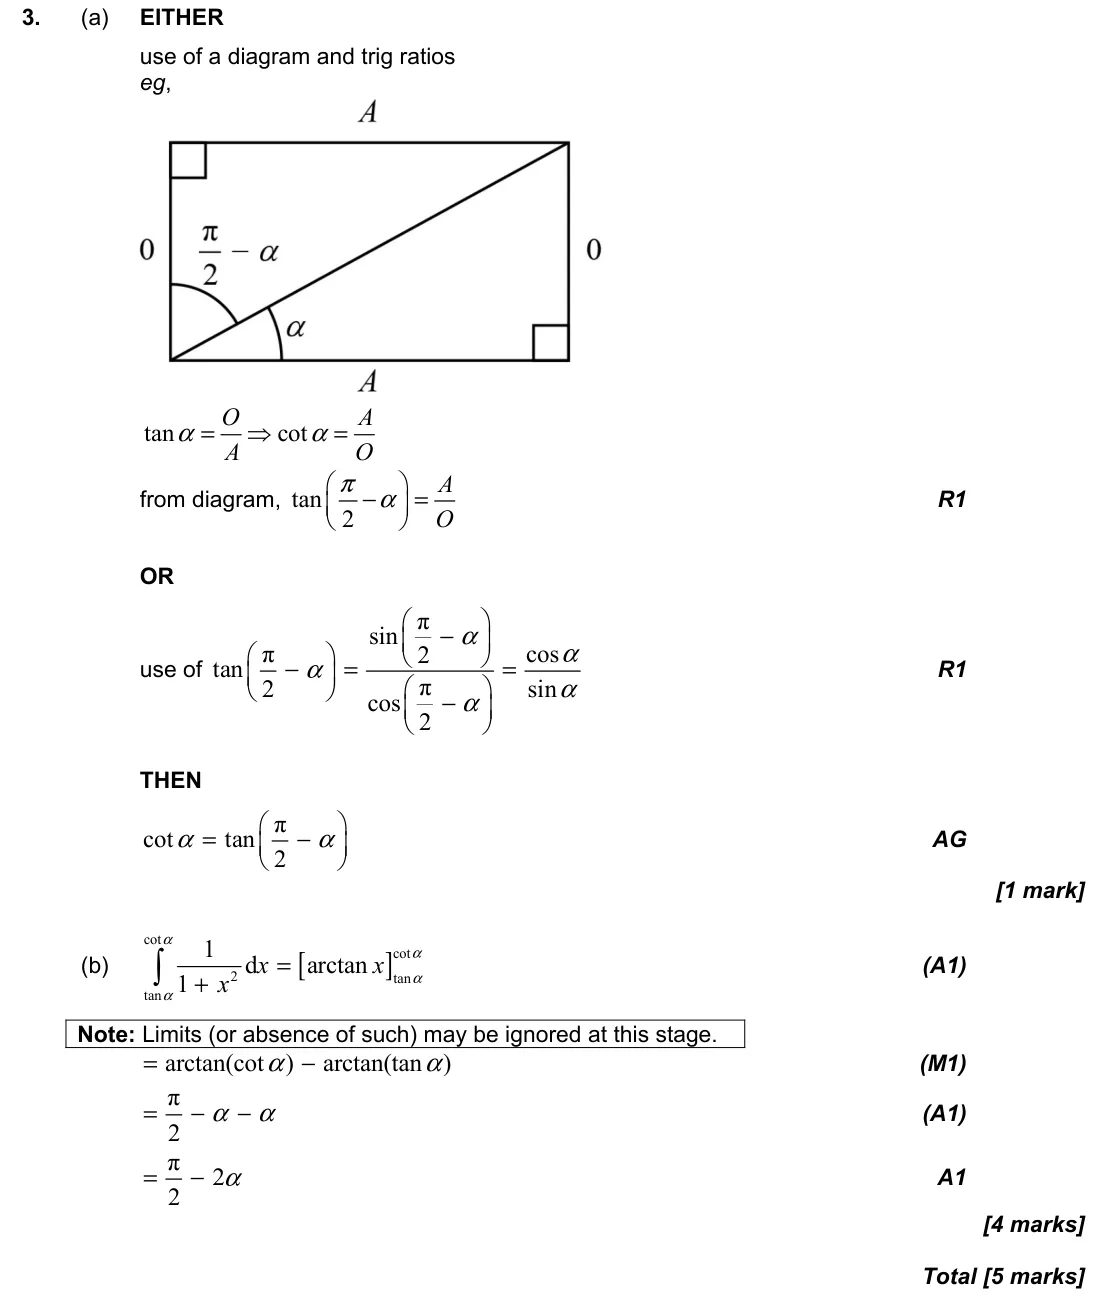 3. (a) EITHER
use of a diagram and trig ratios
eg,
A
0 π/2 − α 0
α
A
tan α = O/A ⇒ cot α = A/O
from diagram, tan(π/2 − α) = A/O R1
OR
use of tan(π/2 − α) = sin(π/2 − α)/cos(π/2 − α) = cos α/sin α R1
THEN
cot α = tan(π/2 − α) AG
[1 mark]
(b) ∫_{tan α}^{cot α} 1/(1 + x²) dx = [arctan x]_{tan α}^{cot α} (A1)
Note: Limits (or absence of such) may be ignored at this stage.
= arctan(cot α) − arctan(tan α) (M1)
= π/2 − α − α (A1)
= π/2 − 2α A1
[4 marks]
Total [5 marks]